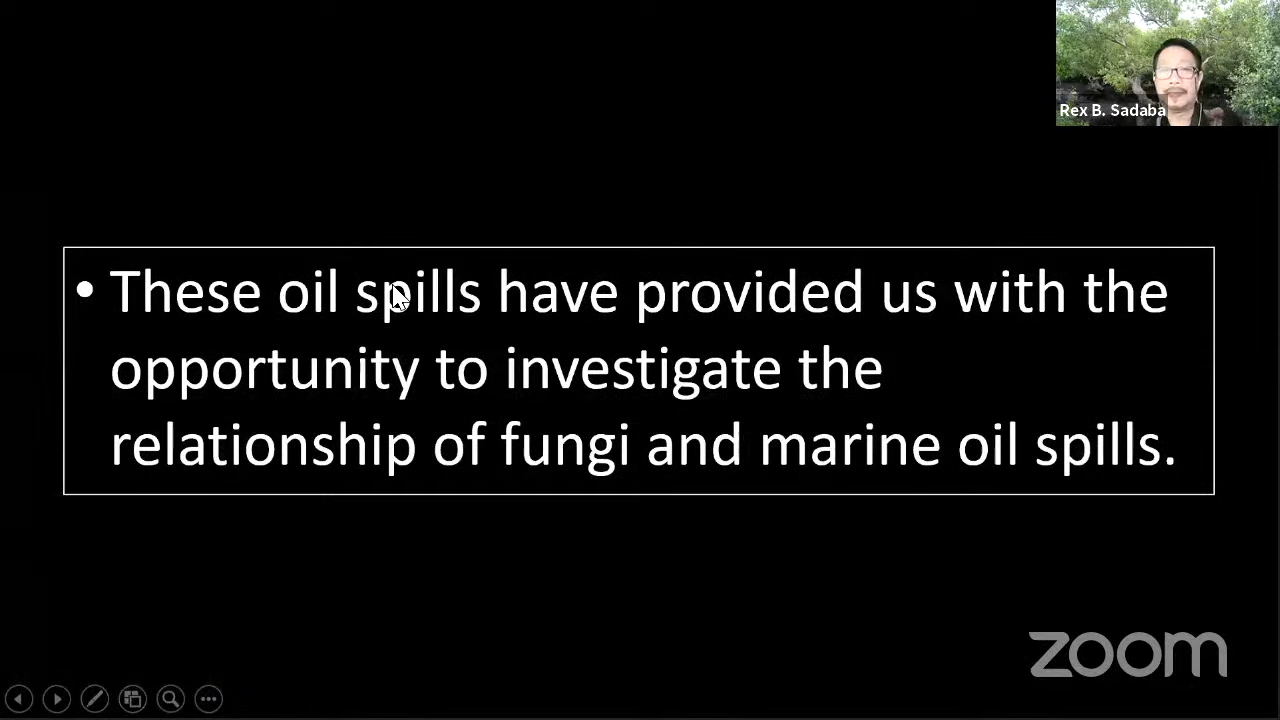 Rex B. Sadaba
• These oil spills have provided us with the
opportunity to investigate the
relationship of fungi and marine oil spills.
zoom